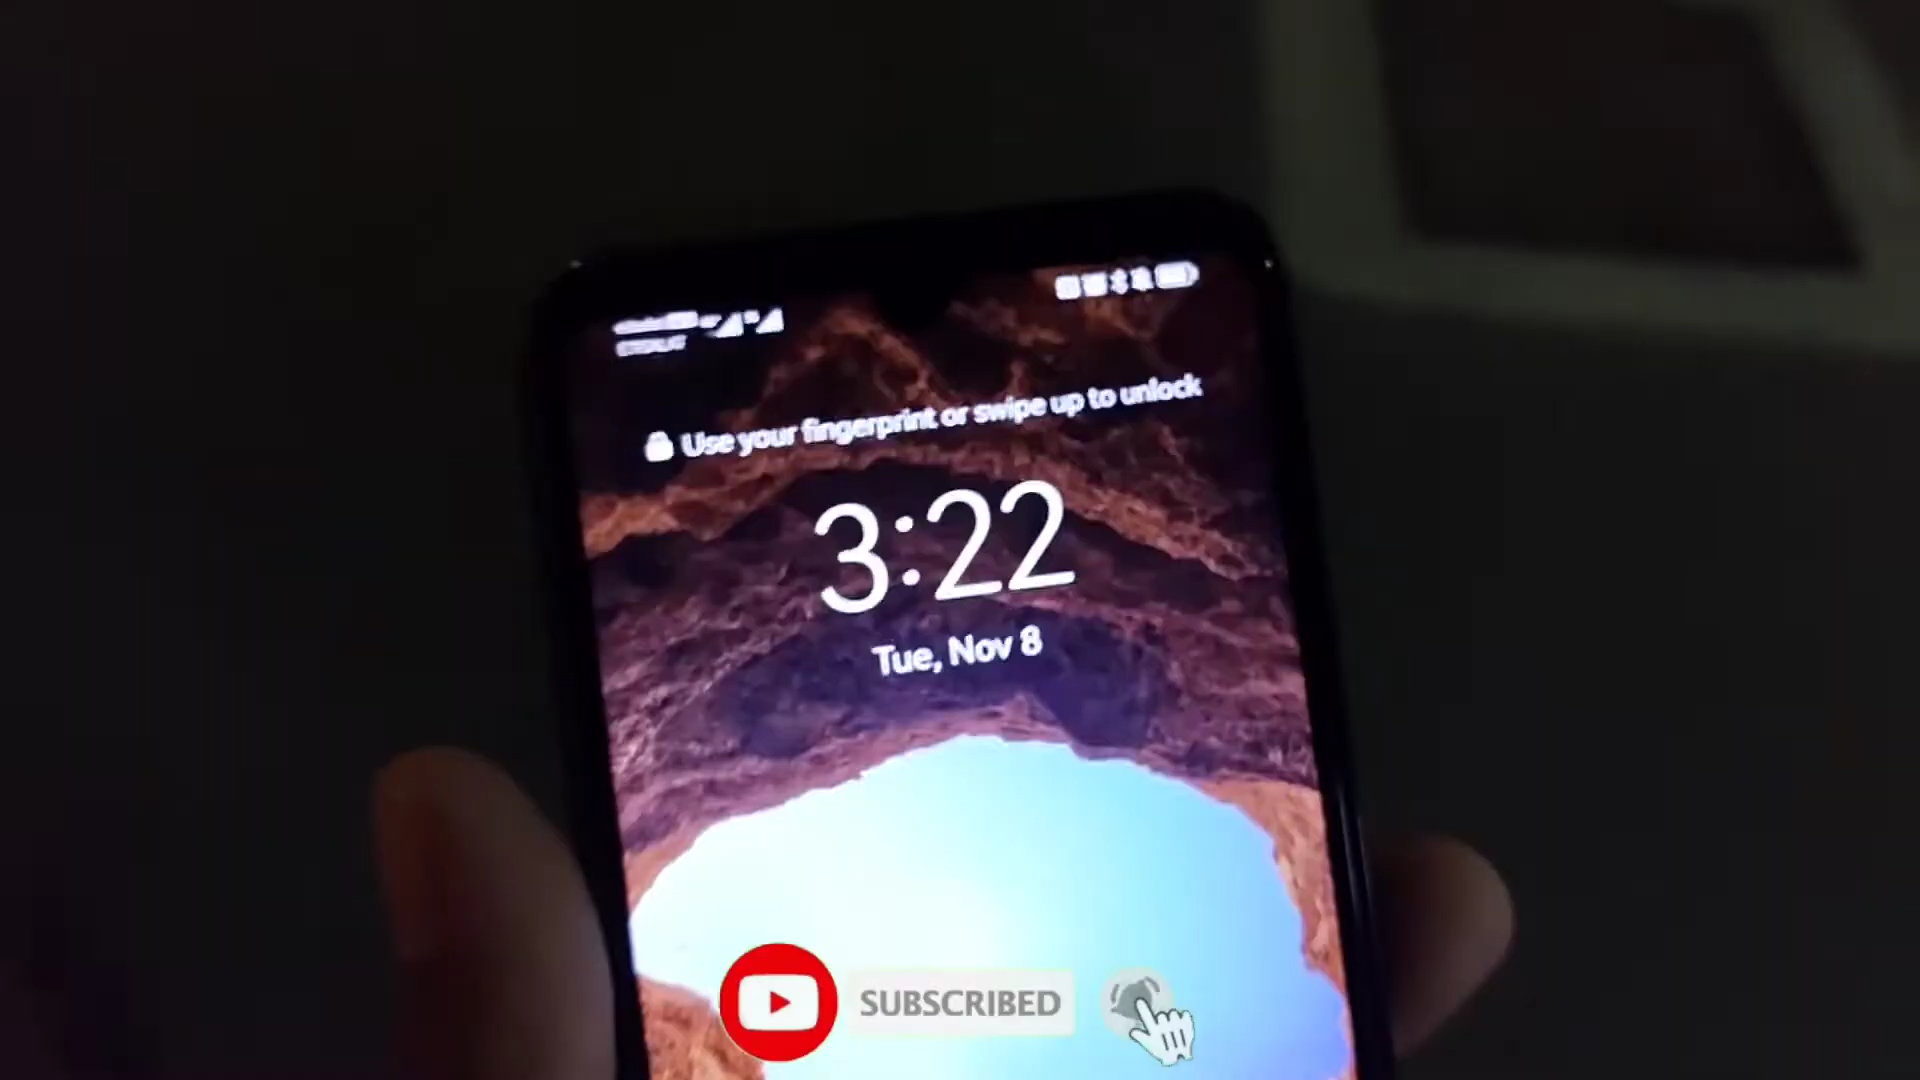 Use your fingerprint or swipe up to unlock
3:22
Tue, Nov 8
SUBSCRIBED